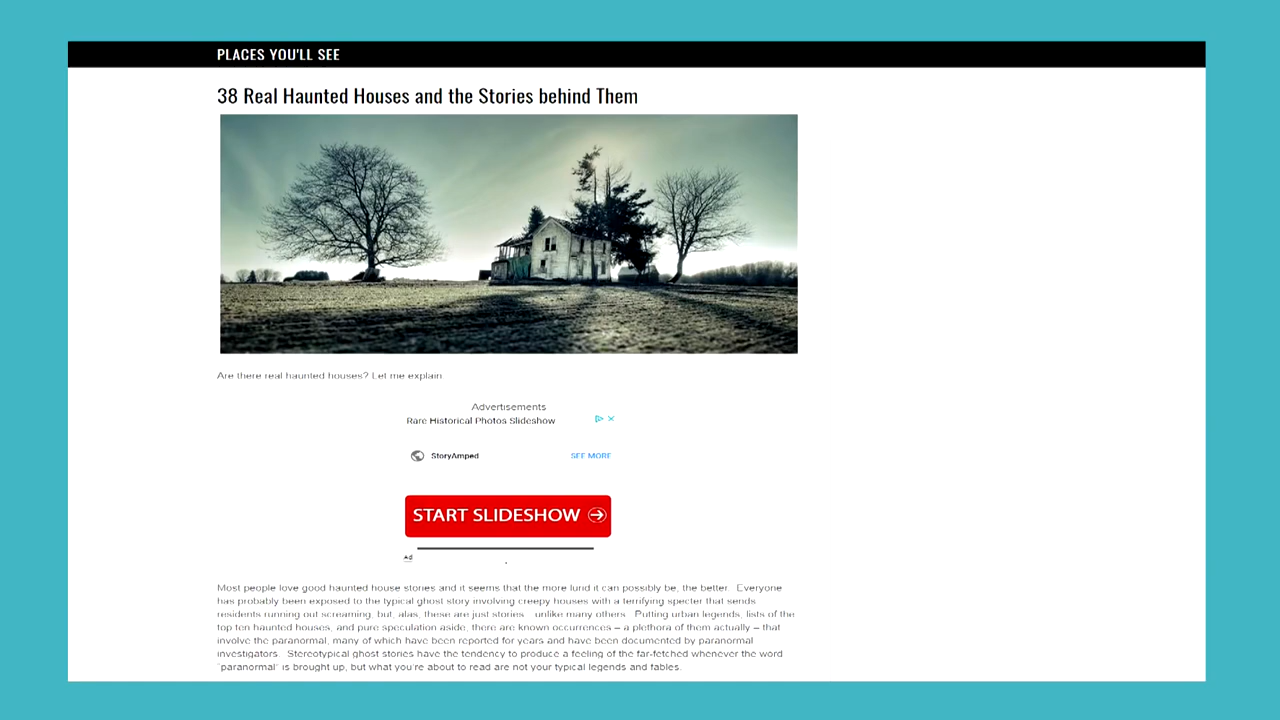 PLACES YOU'LL SEE
38 Real Haunted Houses and the Stories behind Them
Are there real haunted houses? Let me explain.
Advertisements
Rare Historical Photos Slideshow
StoryAmped
SEE MORE
START SLIDESHOW
Ad
Most people love good haunted house stories and it seems that the more lurid it can possibly be, the better. Everyone
has probably been exposed to the typical ghost story involving creepy houses with a terrifying specter that sends
residents running out screaming, but, alas, these are just stories... unlike many others. Putting urban legends, lists of the
top ten haunted houses, and pure speculation aside, there are known occurrences – a plethora of them actually – that
involve the paranormal, many of which have been reported for years and have been documented by paranormal
investigators. Stereotypical ghost stories have the tendency to produce a feeling of the far-fetched whenever the word
"paranormal" is brought up, but what you're about to read are not your typical legends and fables.